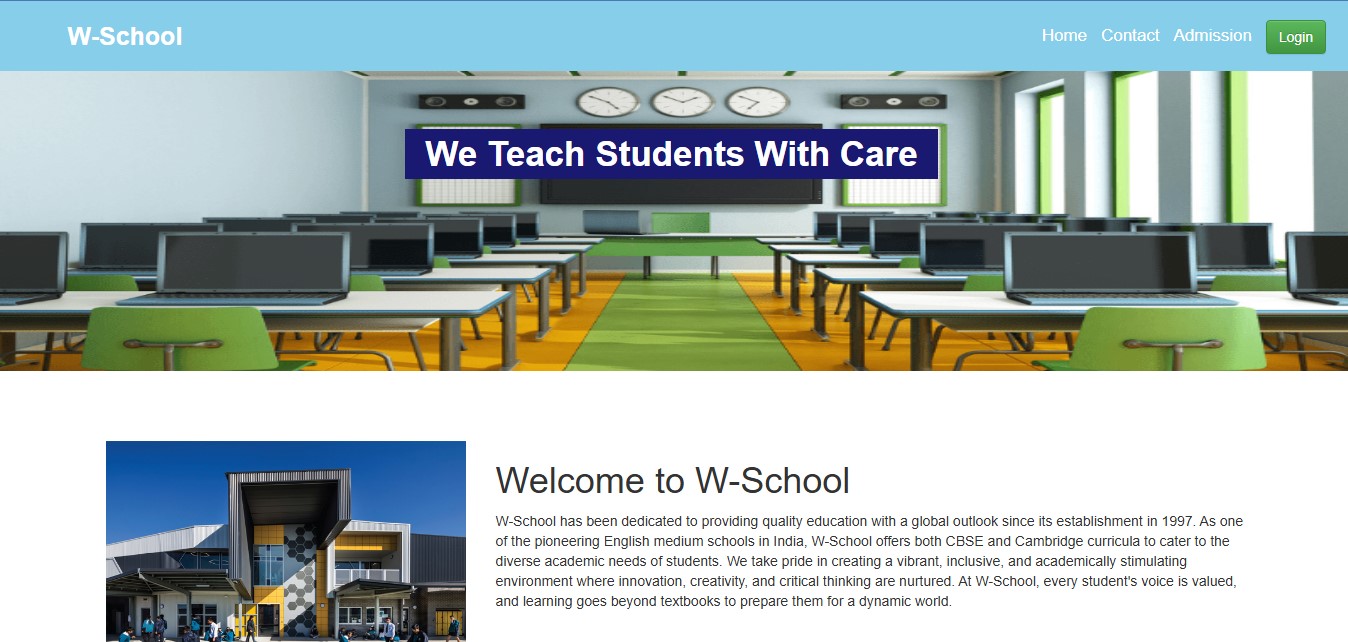 W-School
Home Contact Admission Login
We Teach Students With Care
Welcome to W-School
W-School has been dedicated to providing quality education with a global outlook since its establishment in 1997. As one
of the pioneering English medium schools in India, W-School offers both CBSE and Cambridge curricula to cater to the
diverse academic needs of students. We take pride in creating a vibrant, inclusive, and academically stimulating
environment where innovation, creativity, and critical thinking are nurtured. At W-School, every student's voice is valued,
and learning goes beyond textbooks to prepare them for a dynamic world.